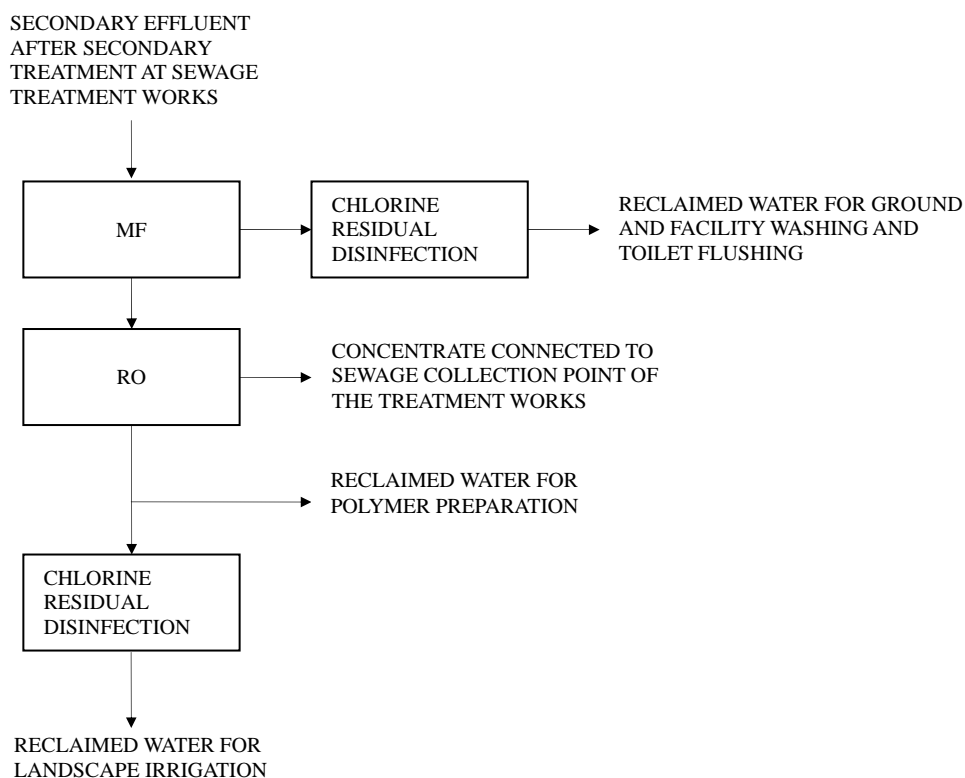 SECONDARY EFFLUENT
AFTER SECONDARY
TREATMENT AT SEWAGE
TREATMENT WORKS
MF
CHLORINE
RESIDUAL
DISINFECTION
RECLAIMED WATER FOR GROUND
AND FACILITY WASHING AND
TOILET FLUSHING
RO
CONCENTRATE CONNECTED TO
SEWAGE COLLECTION POINT OF
THE TREATMENT WORKS
RECLAIMED WATER FOR
POLYMER PREPARATION
CHLORINE
RESIDUAL
DISINFECTION
RECLAIMED WATER FOR
LANDSCAPE IRRIGATION